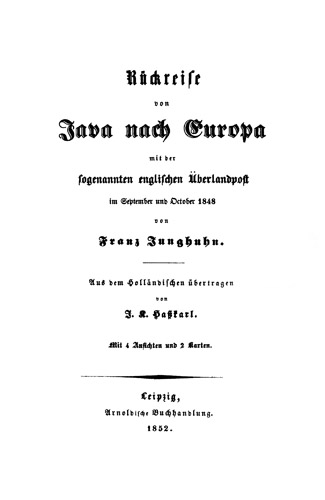 Rückreise
von
Java nach Europa
mit der
sogenannten englischen Überlandpost
im September und October 1848
von
Franz Junghuhn.
Aus dem Holländischen übertragen
von
J. K. Haßkarl.
Mit 4 Ansichten und 2 Karten.
Leipzig,
Arnoldische Buchhandlung.
1852.